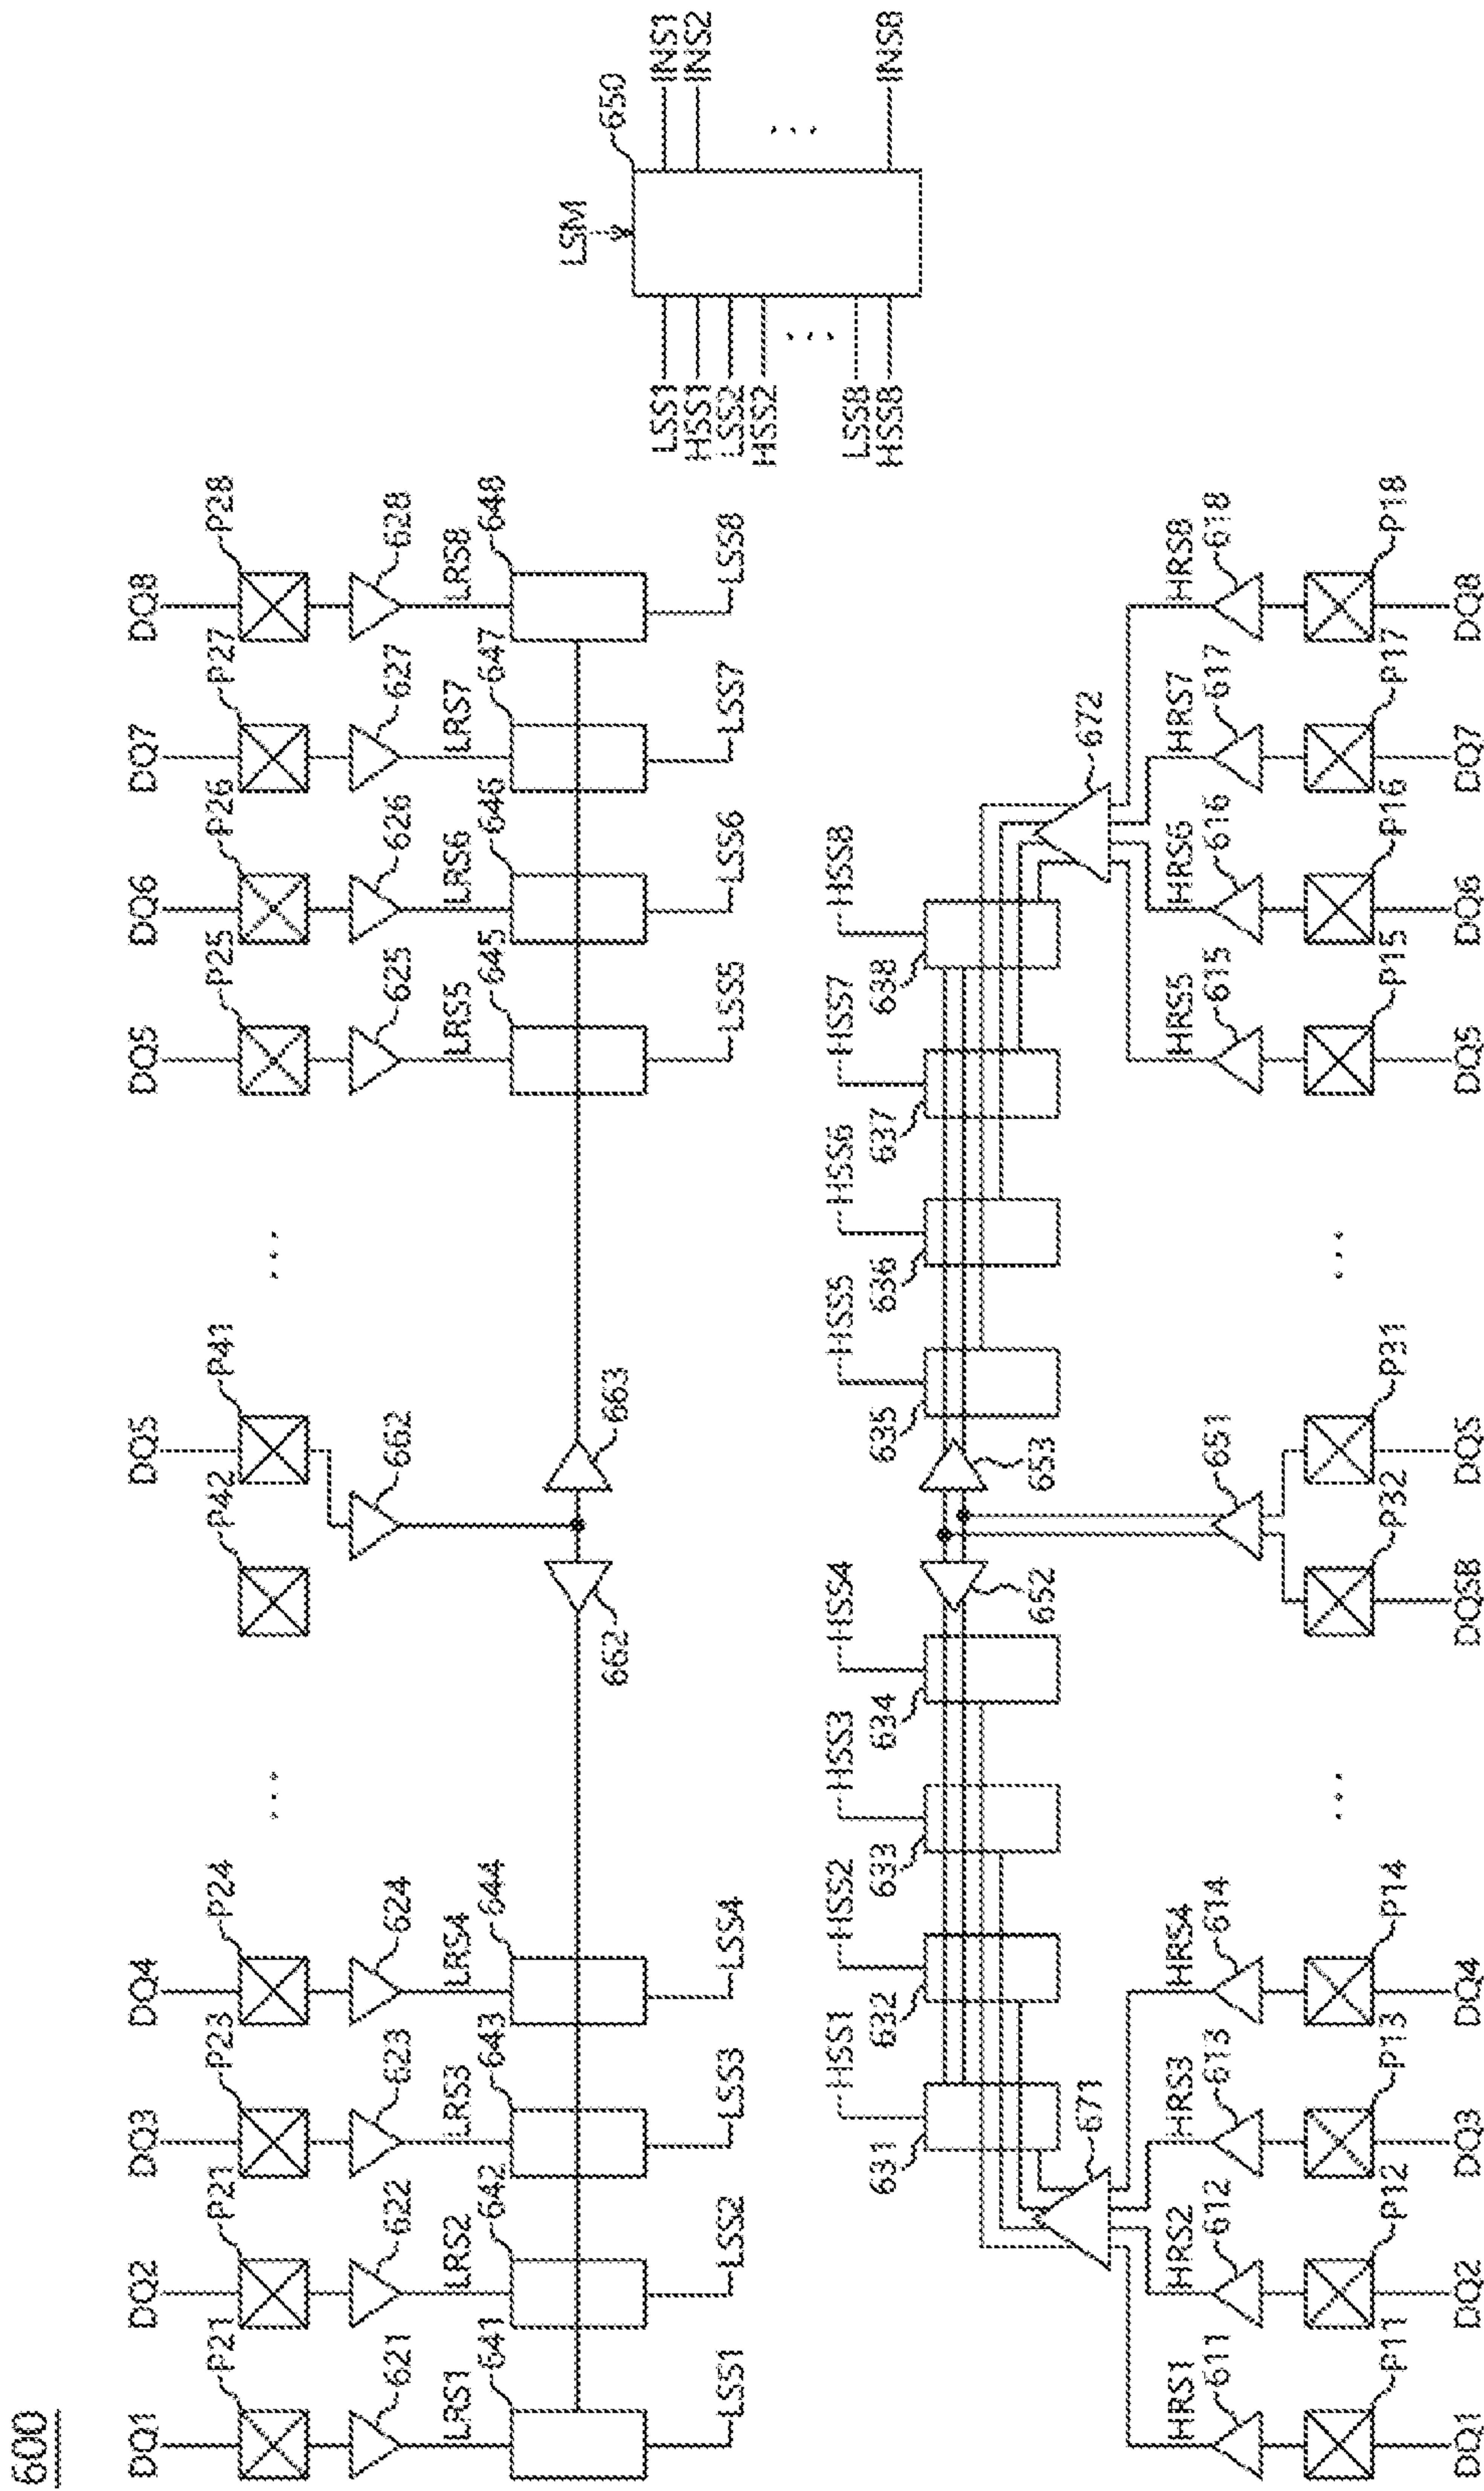 600
DQ1 DQ2 DQ3 DQ4 DQS DQ5 DQ6 DQ7 DQ8
P21 P21 P23 P24 P42 P41 P25 P26 P27 P28
621 622 623 624 662 625 626 627 628
LRS1 LRS2 LRS3 LRS4 LRS5 LRS6 LRS7 LRS8
641 642 643 644 645 646 647 648
662 663
LSS1 LSS2 LSS3 LSS4 LSS5 LSS6 LSS7 LSS8
LSM
650
LSS1 INS1
HSS1 INS2
LSS2
HSS2
...
LSS8
HSS8 INS8
HSS1 HSS2 HSS3 HSS4 HSS5 HSS6 HSS7 HSS8
631 632 633 634 635 636 637 638
652 653
671 672
HRS1 HRS2 HRS3 HRS4 HRS5 HRS6 HRS7 HRS8
611 612 613 614 651 615 616 617 618
P11 P12 P13 P14 P32 P31 P15 P16 P17 P18
DQ1 DQ2 DQ3 DQ4 DQSB DQS DQ5 DQ6 DQ7 DQ8